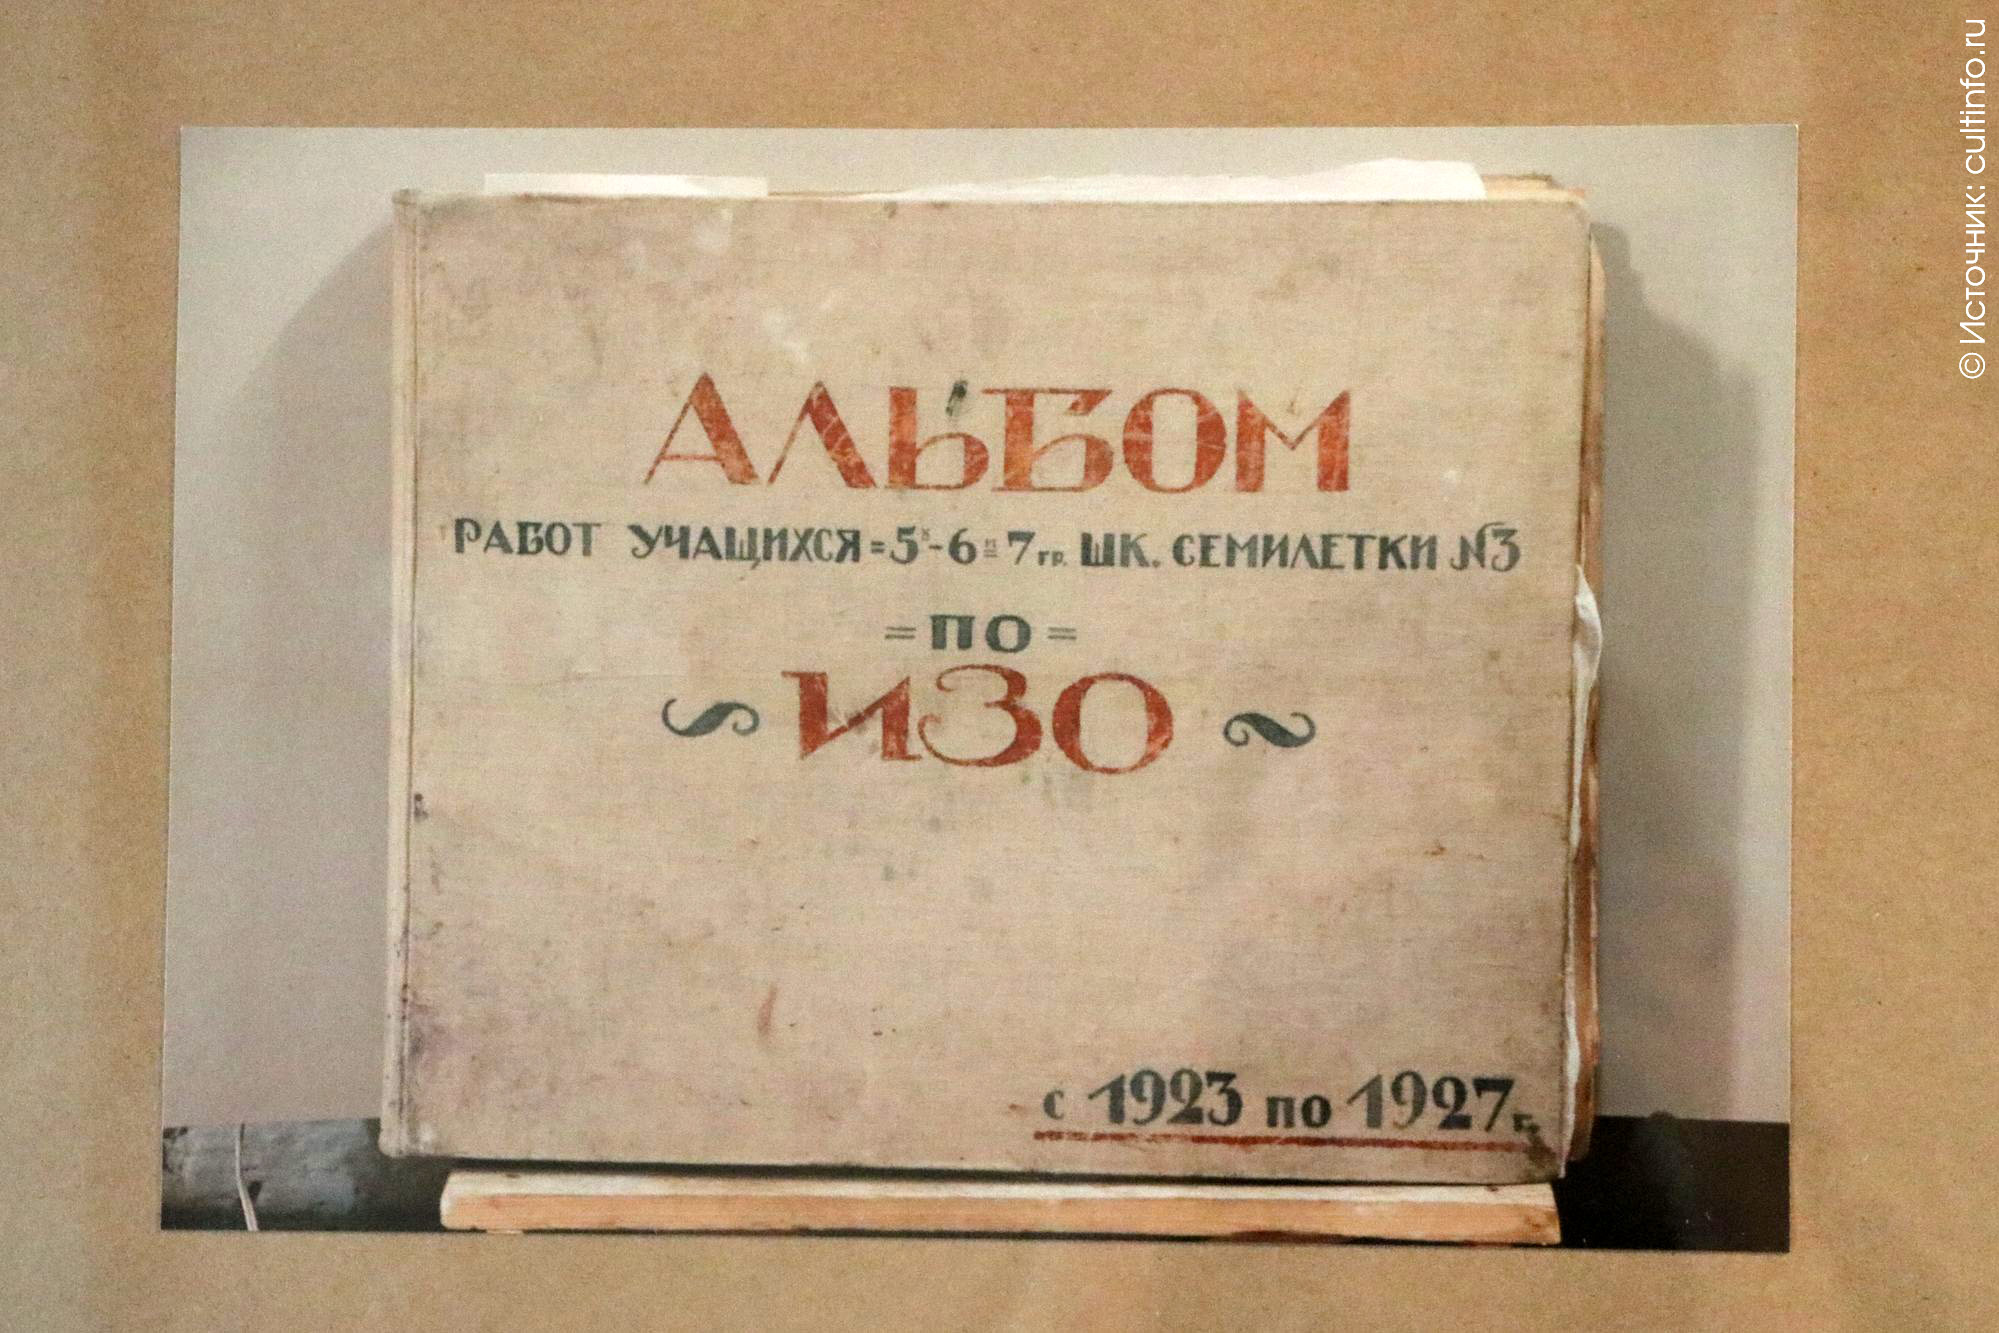 АЛЬБОМ
РАБОТ УЧАЩИХСЯ = 5х - 6 и = 7 гр. ШК. СЕМИЛЕТКИ №3
= ПО =
~ ИЗО ~
с 1923 по 1927 г.
© Источник: cultinfo.ru